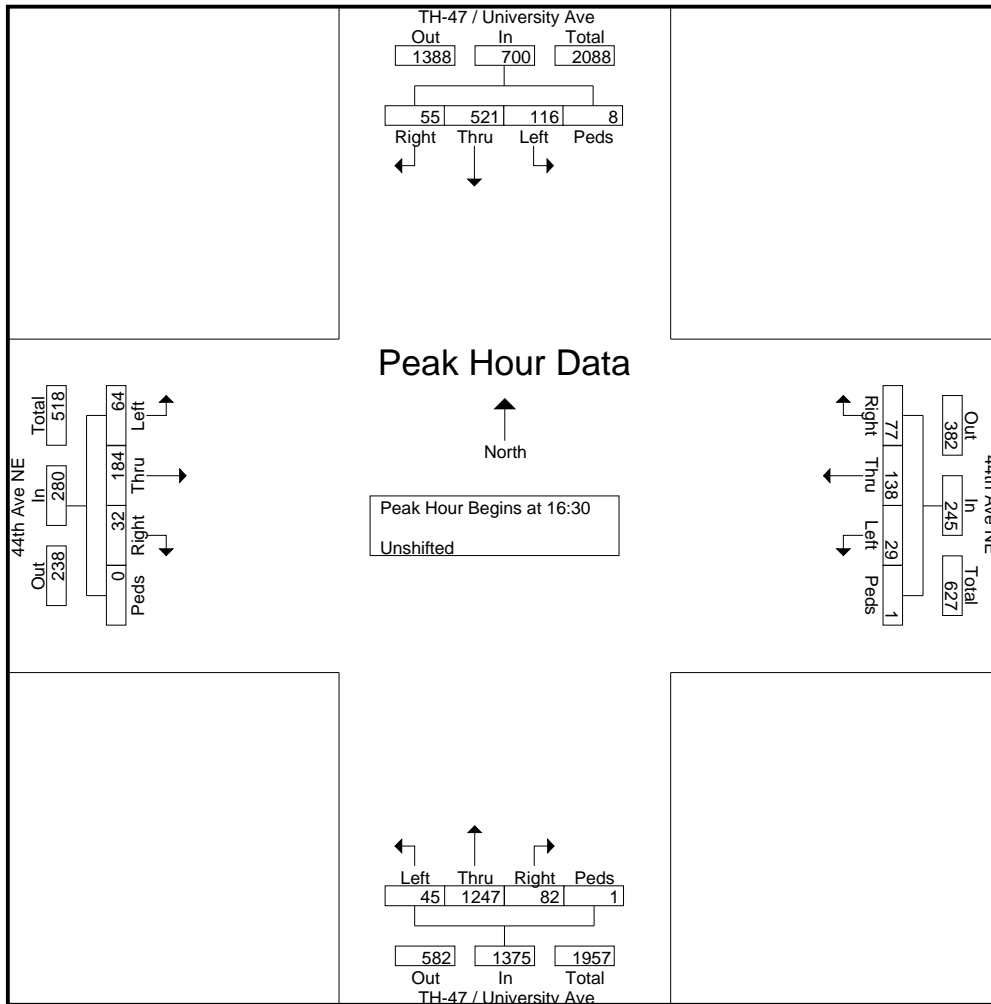 TH-47 / University Ave
Out In Total
1388 700 2088
55 521 116 8
Right Thru Left Peds
Peak Hour Data
North
Peak Hour Begins at 16:30
Unshifted
44th Ave NE
Total In Out
518 280 238
64 184 32 0
Left Thru Right Peds
Right Thru Left Peds
77 138 29 1
382 245 627
Out In Total
44th Ave NE
Left Thru Right Peds
45 1247 82 1
582 1375 1957
Out In Total
TH-47 / University Ave